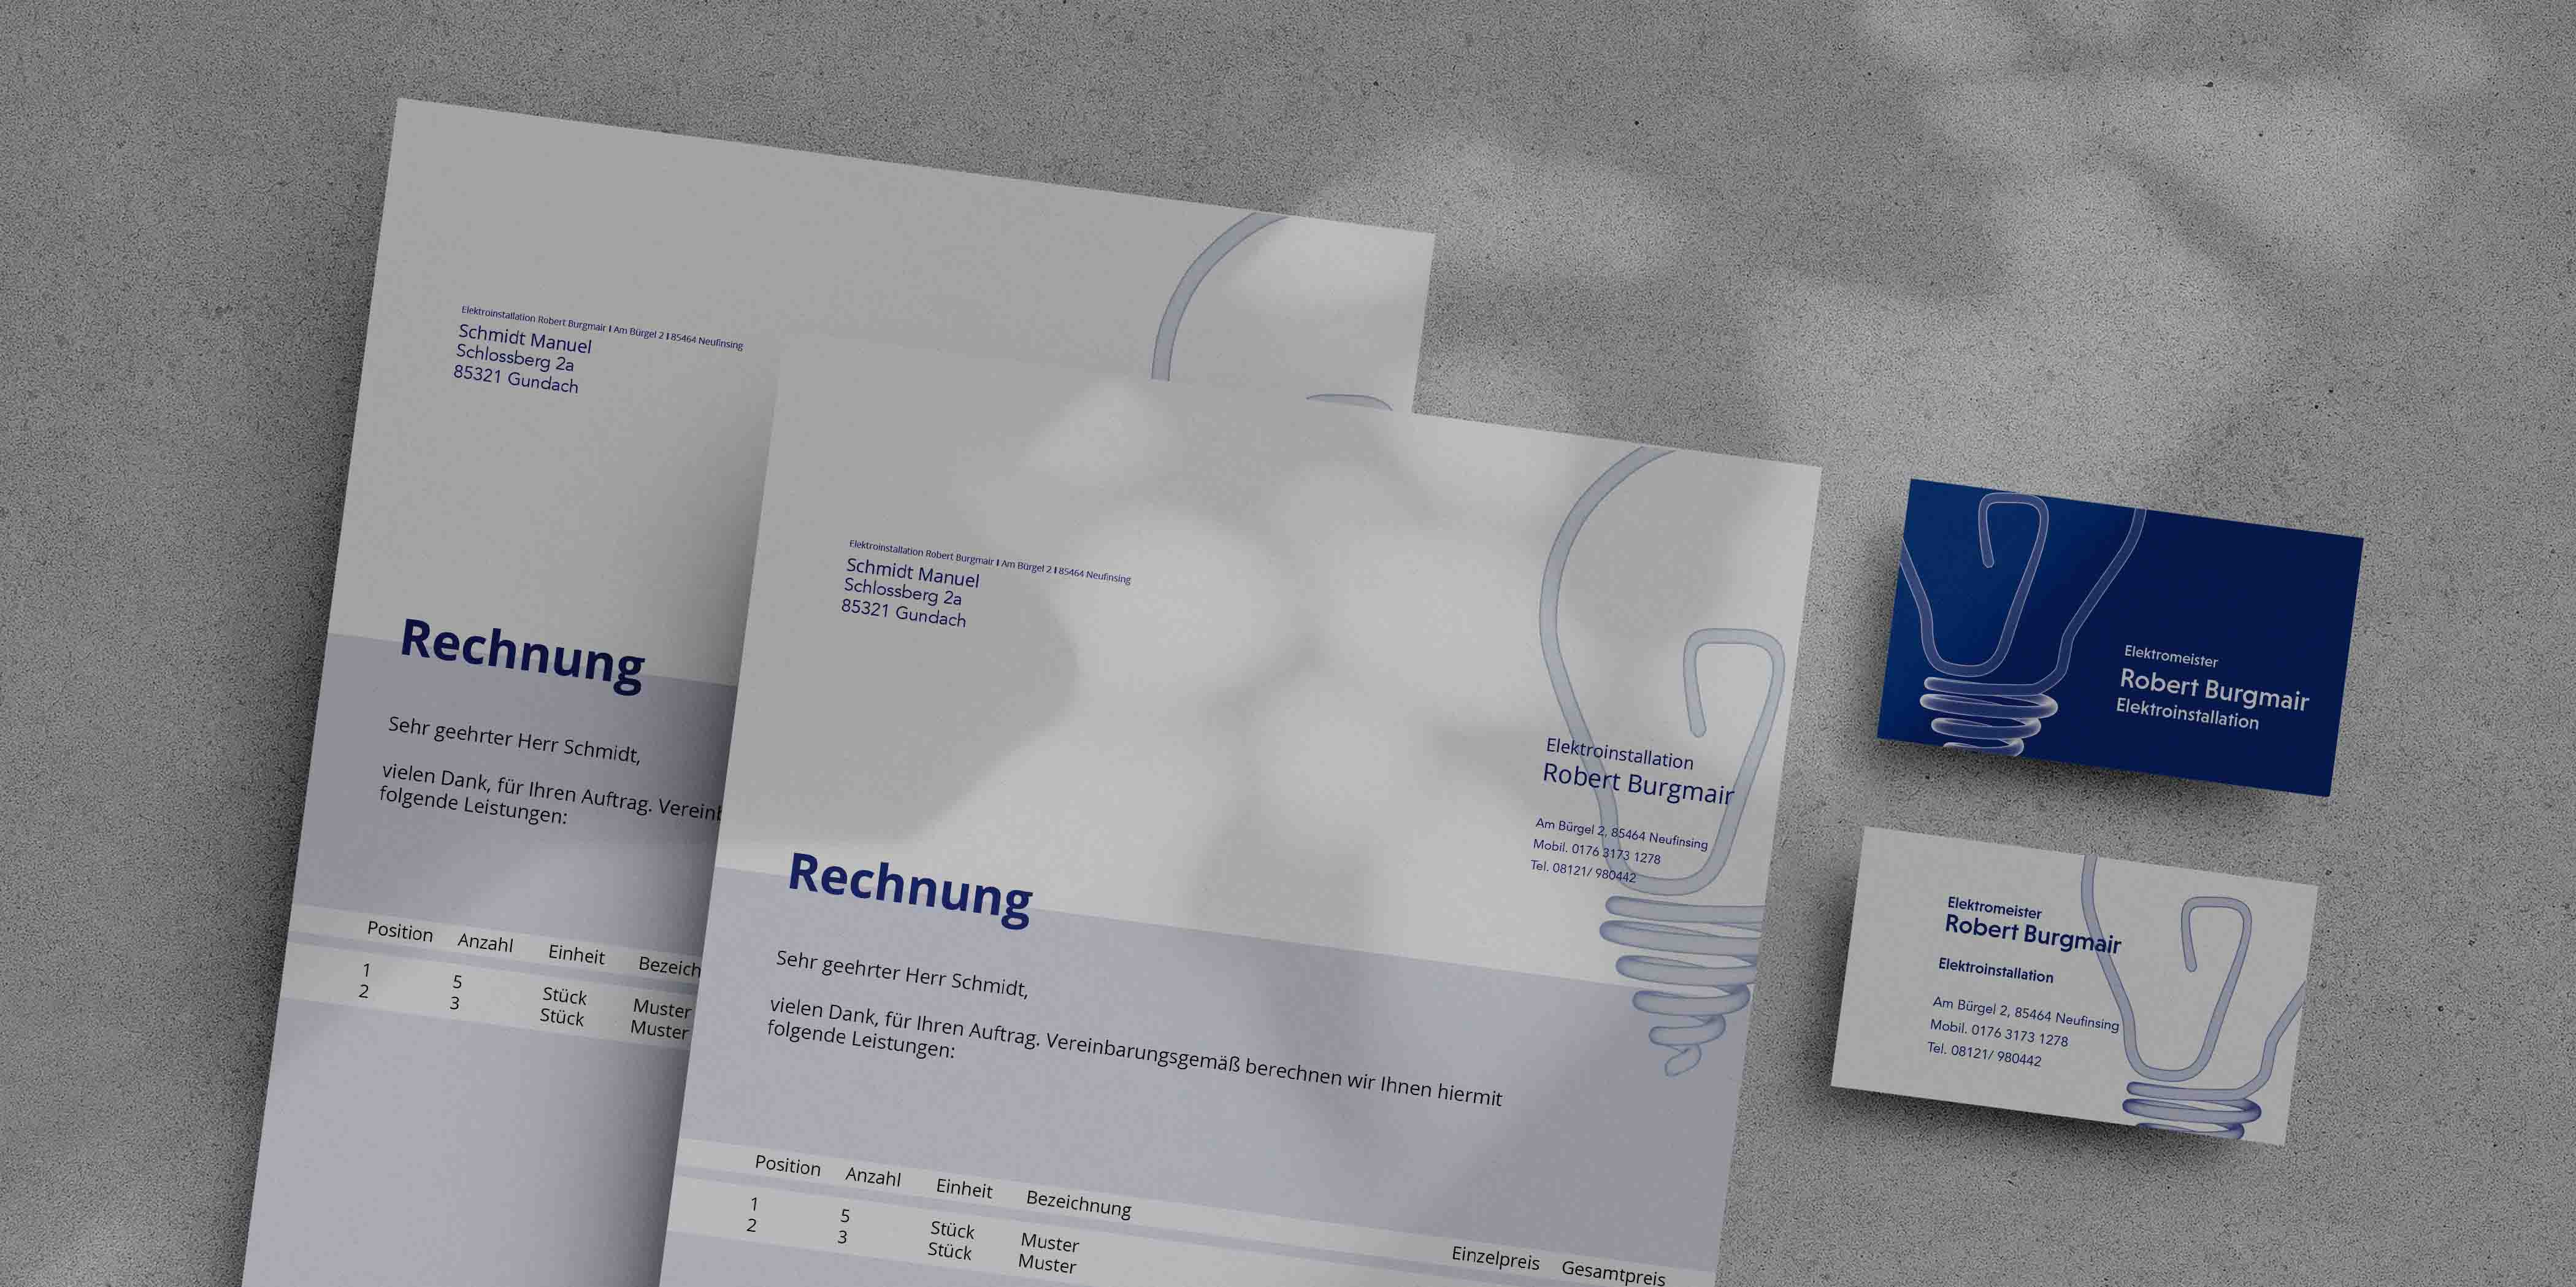 Elektroinstallation Robert Burgmair I Am Bürgel 2 I 85464 Neufinsing
Schmidt Manuel
Schlossberg 2a
85321 Gundach
Rechnung
Sehr geehrter Herr Schmidt,
vielen Dank, für Ihren Auftrag. Vereinb
folgende Leistungen:
Position Anzahl Einheit Bezeich
1 5 Stück Muster
2 3 Stück Muster
Elektroinstallation Robert Burgmair I Am Bürgel 2 I 85464 Neufinsing
Schmidt Manuel
Schlossberg 2a
85321 Gundach
Elektroinstallation
Robert Burgmair
Am Bürgel 2, 85464 Neufinsing
Mobil. 0176 3173 1278
Tel. 08121/ 980442
Rechnung
Sehr geehrter Herr Schmidt,
vielen Dank, für Ihren Auftrag. Vereinbarungsgemäß berechnen wir Ihnen hiermit
folgende Leistungen:
Position Anzahl Einheit Bezeichnung Einzelpreis Gesamtpreis
1 5 Stück Muster
2 3 Stück Muster
Elektromeister
Robert Burgmair
Elektroinstallation
Elektromeister
Robert Burgmair
Elektroinstallation
Am Bürgel 2, 85464 Neufinsing
Mobil. 0176 3173 1278
Tel. 08121/ 980442